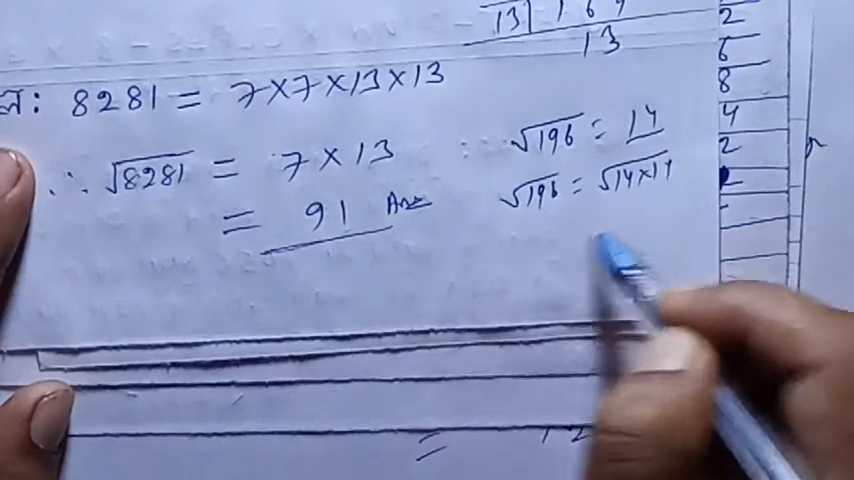 13 169
13
8281 = 7×7×13×13
∴ √8281 = 7 × 13
= 91 Ans
∴ √196 = 14
√196 = √14×14
2
6
8
4
2
=